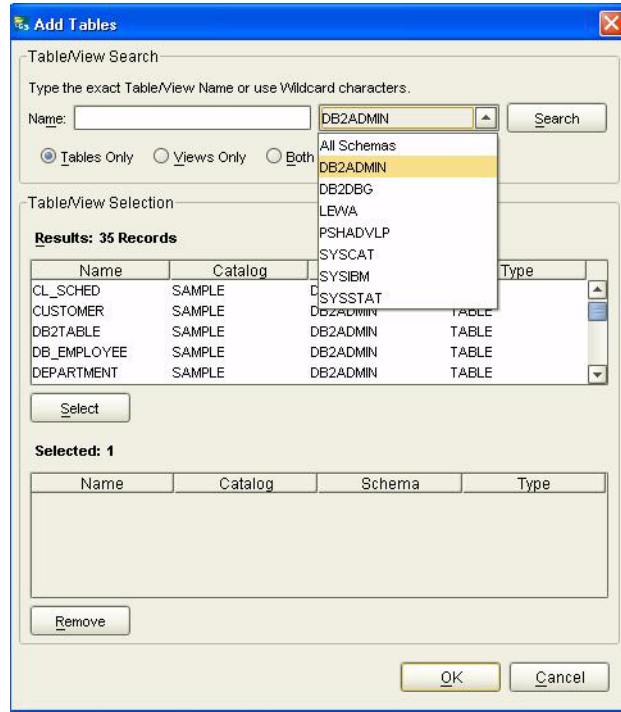 Add Tables
Table/View Search
Type the exact Table/View Name or use Wildcard characters.
Name: DB2ADMIN Search
Tables Only Views Only Both
All Schemas
DB2ADMIN
DB2DBG
LEWA
PSHADVLP
SYSCAT
SYSIBM
SYSSTAT
Table/View Selection
Results: 35 Records
Name Catalog Type
CL_SCHED SAMPLE
CUSTOMER SAMPLE DB2ADMIN TABLE
DB2TABLE SAMPLE DB2ADMIN TABLE
DB_EMPLOYEE SAMPLE DB2ADMIN TABLE
DEPARTMENT SAMPLE DB2ADMIN TABLE
Select
Selected: 1
Name Catalog Schema Type
Remove
OK Cancel